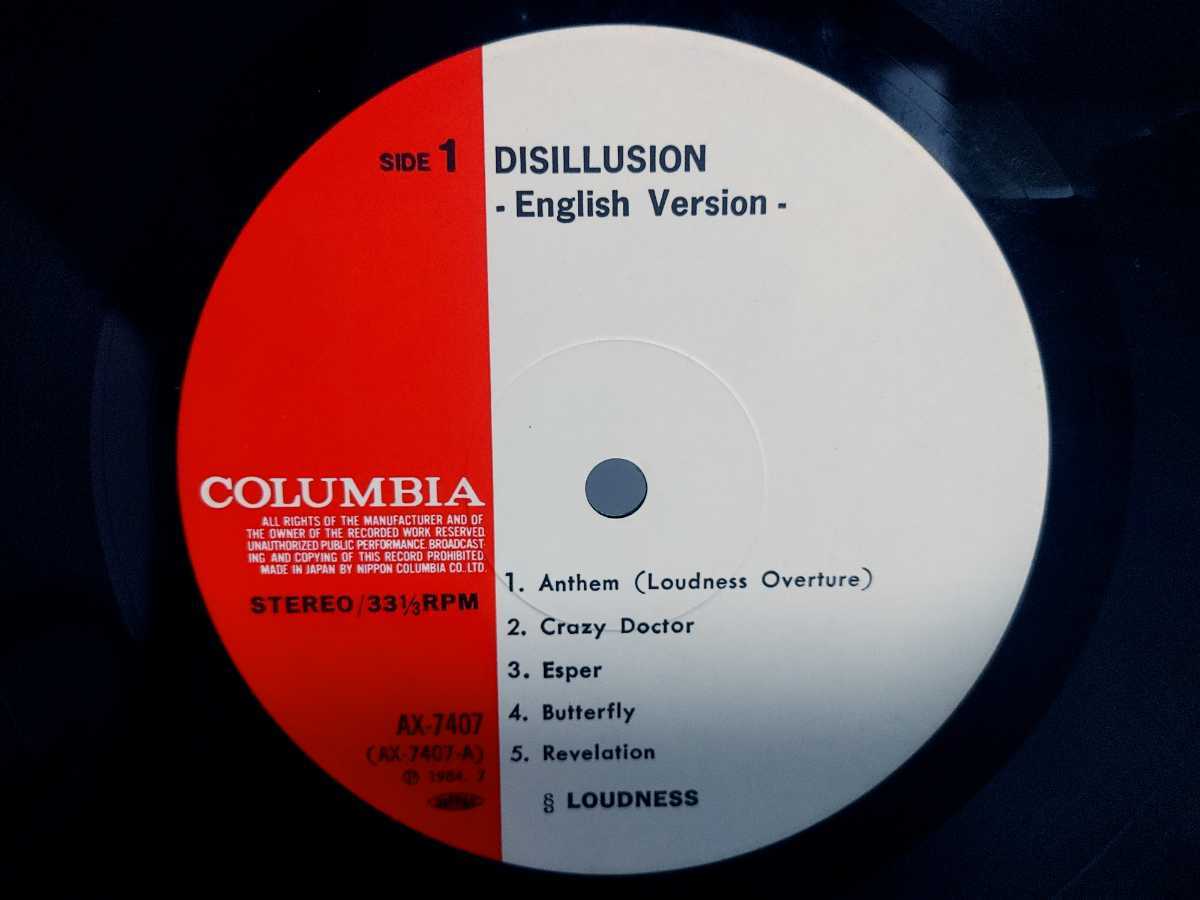 SIDE 1
DISILLUSION
- English Version -
COLUMBIA
ALL RIGHTS OF THE MANUFACTURER AND OF
THE OWNER OF THE RECORDED WORK RESERVED.
UNAUTHORIZED PUBLIC PERFORMANCE. BROADCAST-
ING AND COPYING OF THIS RECORD PROHIBITED.
MADE IN JAPAN BY NIPPON COLUMBIA CO. LTD.
STEREO/33⅓RPM
1. Anthem (Loudness Overture)
2. Crazy Doctor
3. Esper
4. Butterfly
5. Revelation
§ LOUDNESS
AX-7407
(AX-7407-A)
Ⓟ 1984. 7